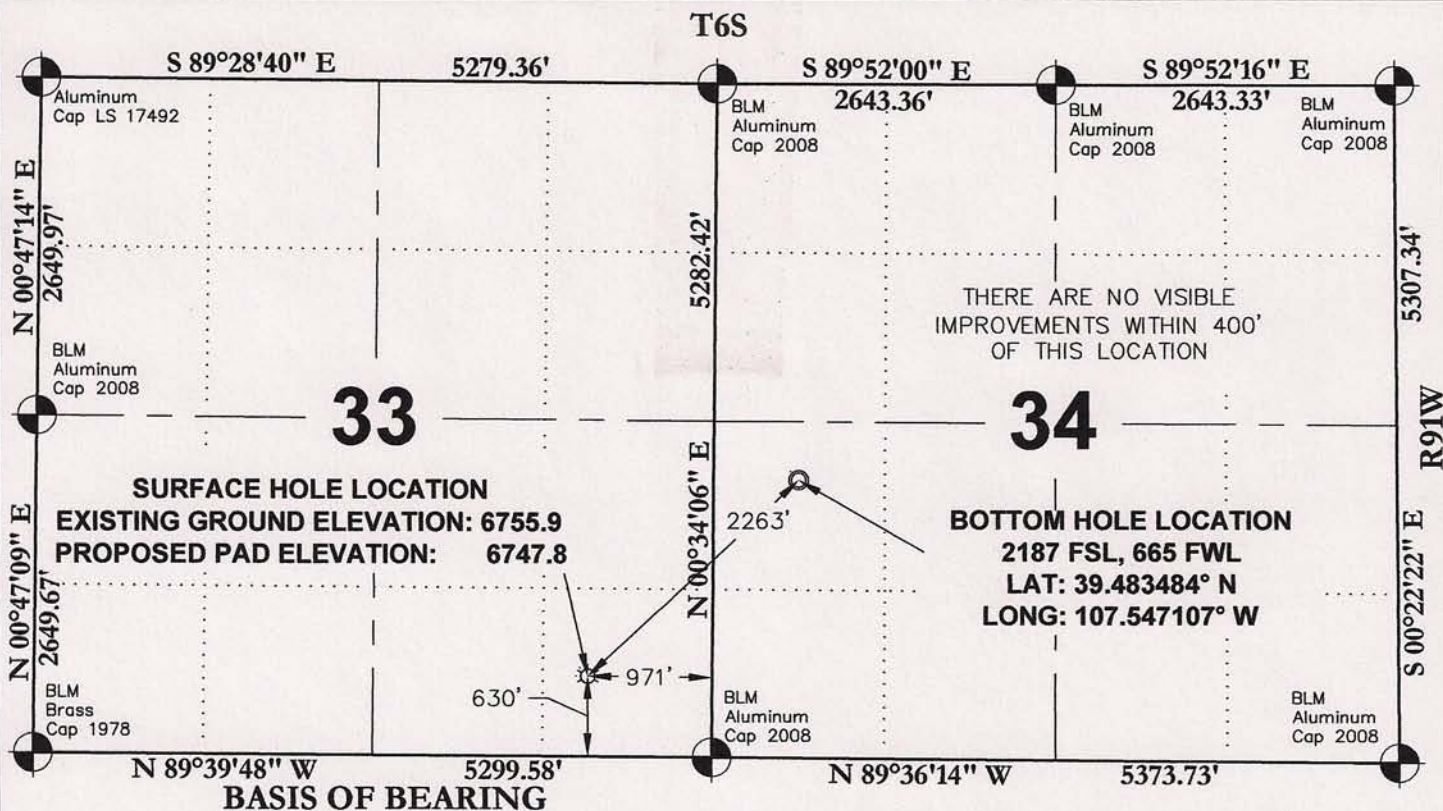 T6S
S 89°28'40" E
5279.36'
S 89°52'00" E
2643.36'
S 89°52'16" E
2643.33'
Aluminum
Cap LS 17492
BLM
Aluminum
Cap 2008
BLM
Aluminum
Cap 2008
BLM
Aluminum
Cap 2008
N 00°47'14" E
2649.97'
5282.42'
5307.34'
THERE ARE NO VISIBLE
IMPROVEMENTS WITHIN 400'
OF THIS LOCATION
BLM
Aluminum
Cap 2008
33
34
R91W
SURFACE HOLE LOCATION
EXISTING GROUND ELEVATION: 6755.9
PROPOSED PAD ELEVATION: 6747.8
N 00°34'06" E
2263'
BOTTOM HOLE LOCATION
2187 FSL, 665 FWL
LAT: 39.483484° N
LONG: 107.547107° W
N 00°47'09" E
2649.67'
S 00°22'22" E
971'
630'
BLM
Brass
Cap 1978
BLM
Aluminum
Cap 2008
BLM
Aluminum
Cap 2008
N 89°39'48" W
5299.58'
N 89°36'14" W
5373.73'
BASIS OF BEARING